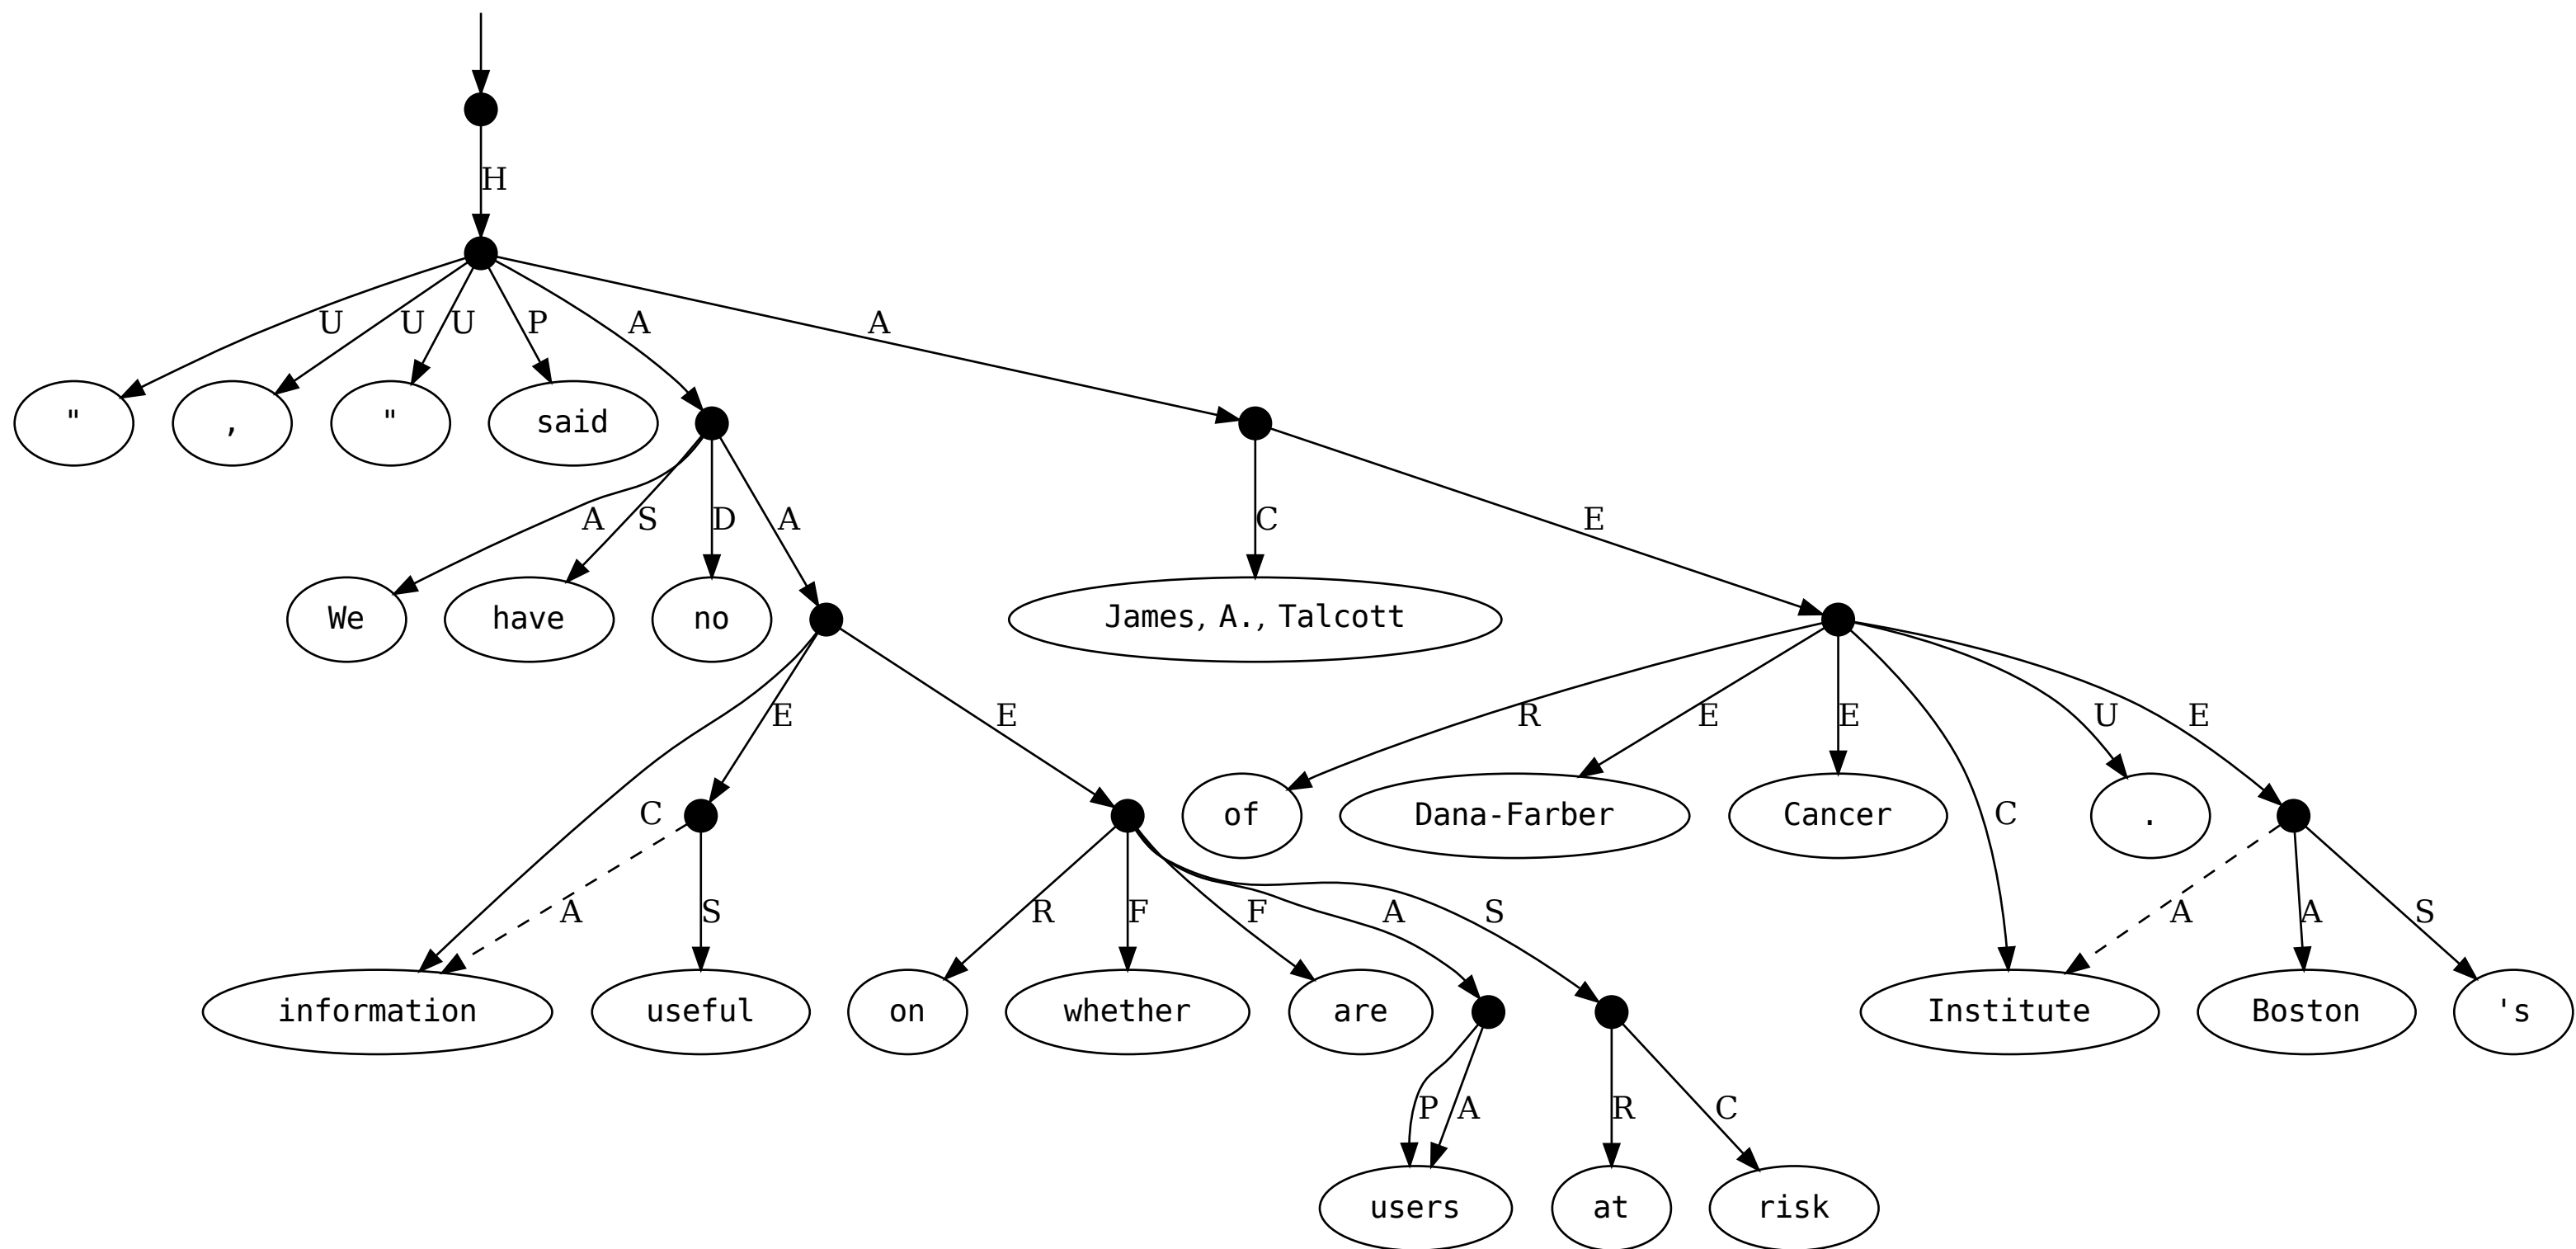 H
U U U P A A
" , " said
A S D A C E
We have no James, A., Talcott
E E R E E C U E
C of Dana-Farber Cancer .
A S R F F A S A A S
information useful on whether are Institute Boston 's
P A R C
users at risk